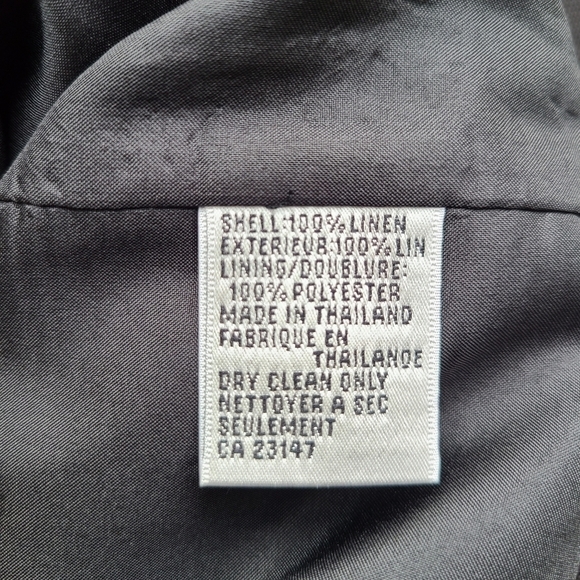 SHELL:100% LINEN
EXTERIEUR:100% LIN
LINING/DOUBLURE:
100% POLYESTER
MADE IN THAILAND
FABRIQUE EN
THAILANDE
DRY CLEAN ONLY
NETTOYER A SEC
SEULEMENT
CA 23147